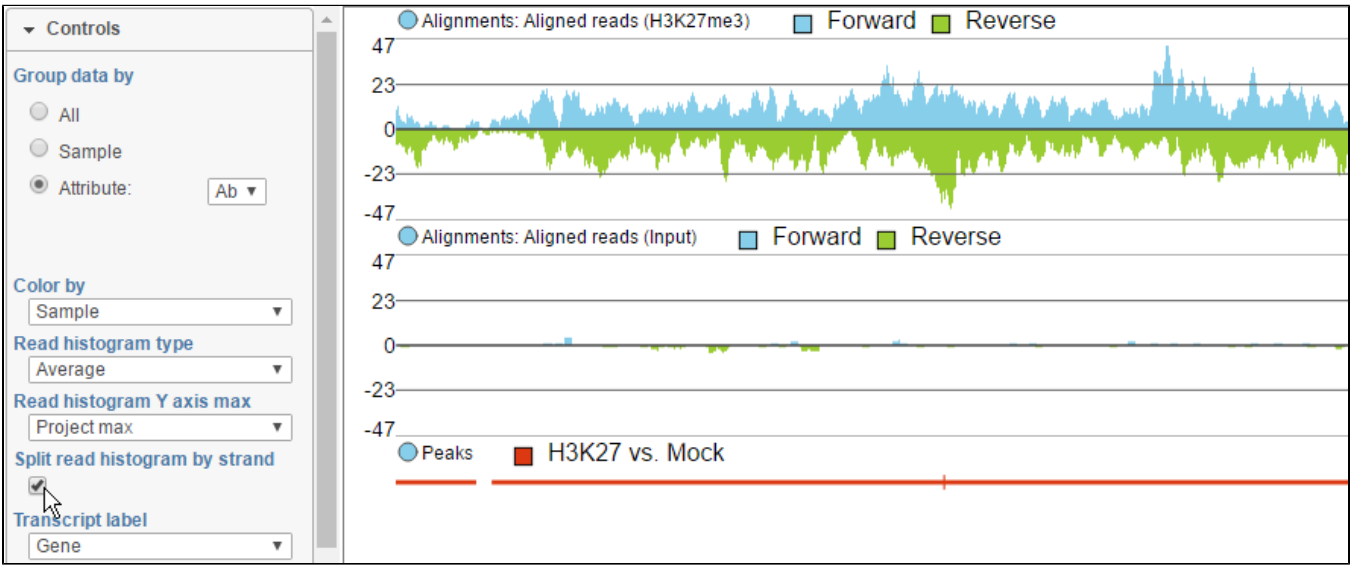 Controls
Group data by
All
Sample
Attribute: Ab
Color by
Sample
Read histogram type
Average
Read histogram Y axis max
Project max
Split read histogram by strand
Transcript label
Gene
Alignments: Aligned reads (H3K27me3) Forward Reverse
47
23
0
-23
-47
Alignments: Aligned reads (Input) Forward Reverse
47
23
0
-23
-47
Peaks H3K27 vs. Mock